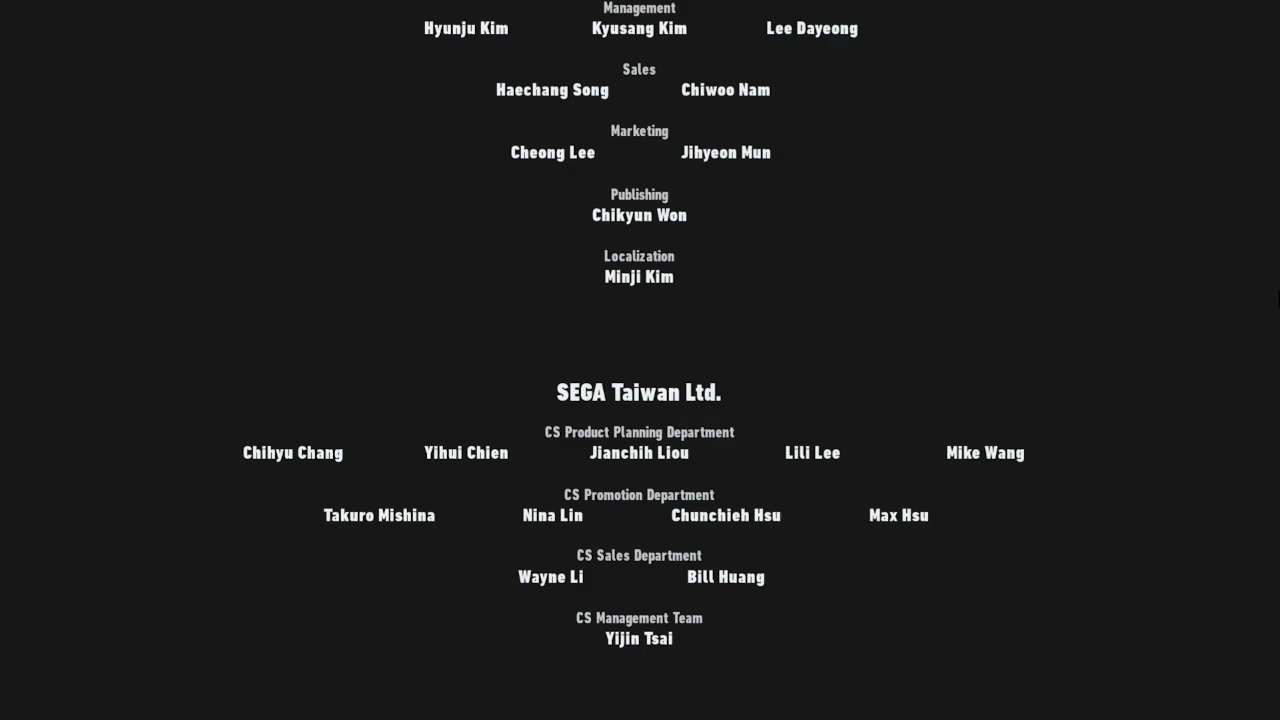 Management
Hyunju Kim Kyusang Kim Lee Dayeong
Sales
Haechang Song Chiwoo Nam
Marketing
Cheong Lee Jihyeon Mun
Publishing
Chikyun Won
Localization
Minji Kim
SEGA Taiwan Ltd.
CS Product Planning Department
Chihyu Chang Yihui Chien Jianchih Liou Lili Lee Mike Wang
CS Promotion Department
Takuro Mishina Nina Lin Chunchieh Hsu Max Hsu
CS Sales Department
Wayne Li Bill Huang
CS Management Team
Yijin Tsai